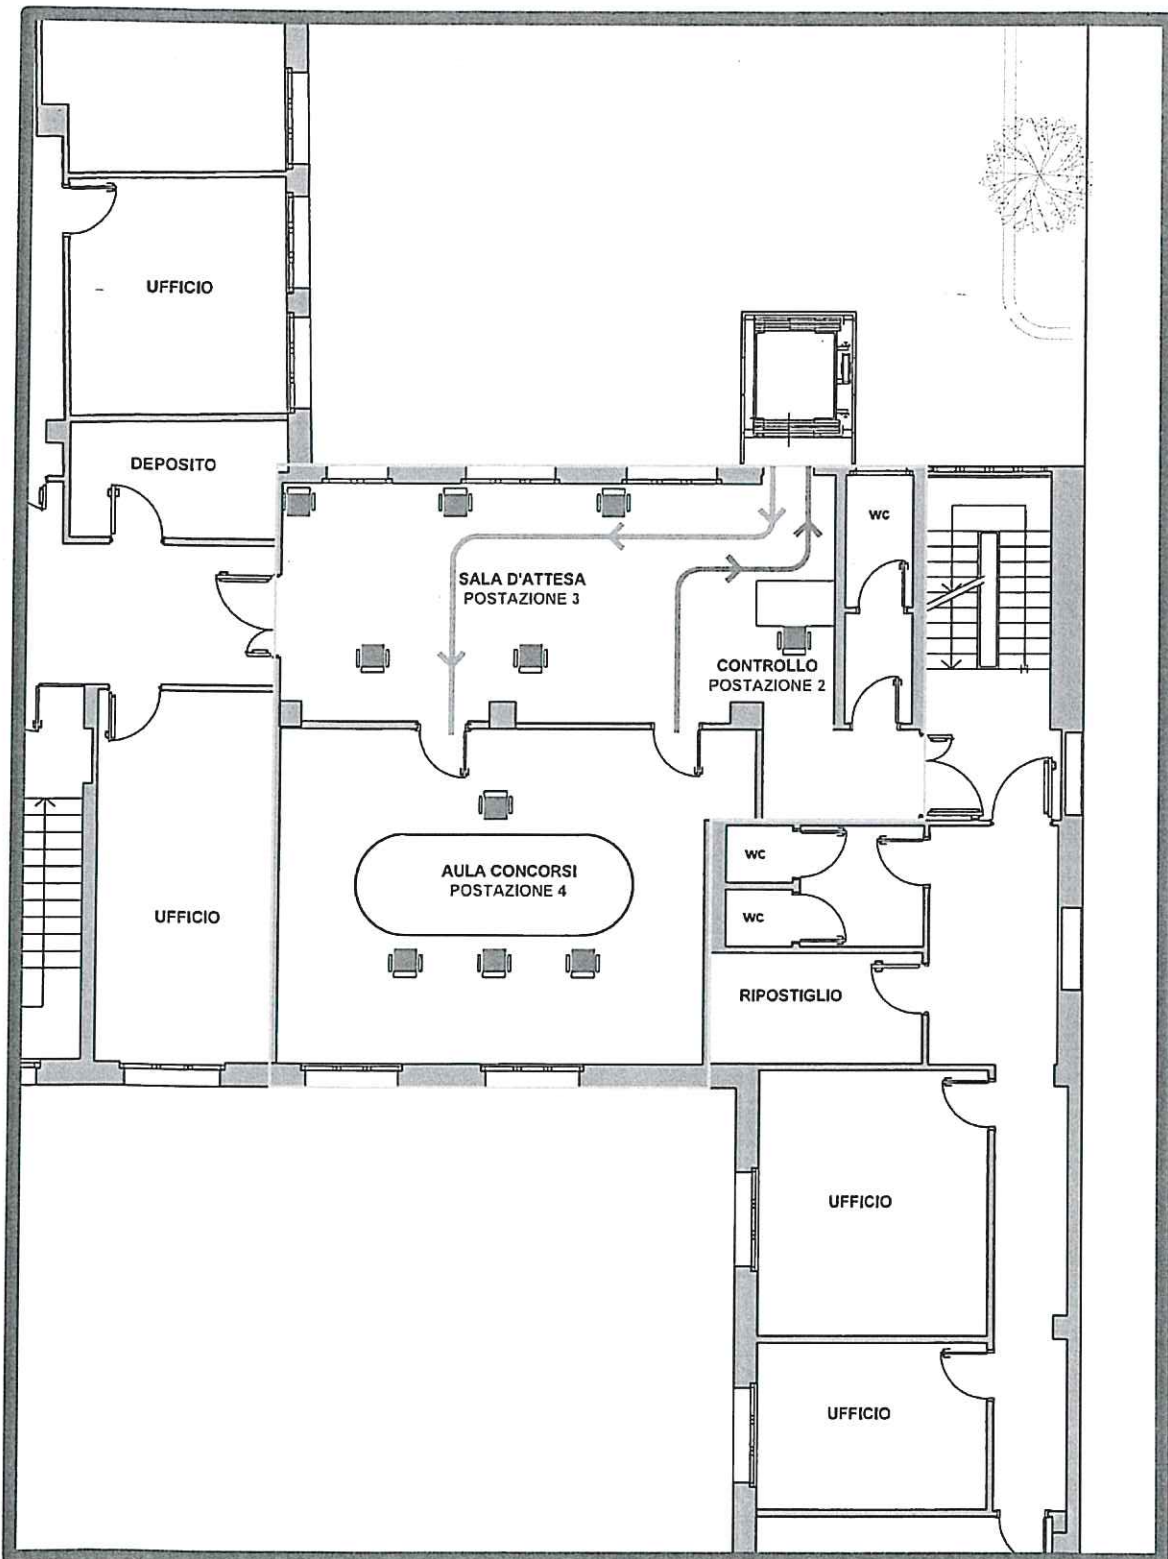 UFFICIO
DEPOSITO
wc
SALA D'ATTESA
POSTAZIONE 3
CONTROLLO
POSTAZIONE 2
AULA CONCORSI
POSTAZIONE 4
wc
wc
UFFICIO
RIPOSTIGLIO
UFFICIO
UFFICIO